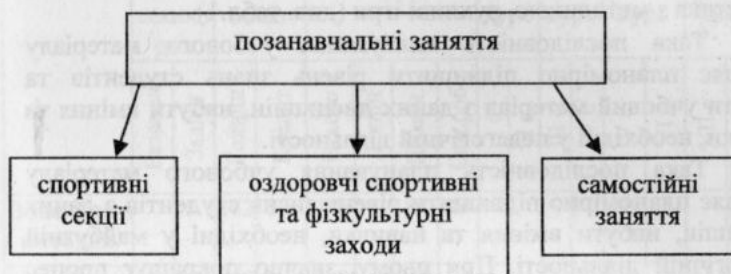 позанавчальні заняття
спортивні
секції
оздоровчі спортивні
та фізкультурні
заходи
самостійні
заняття